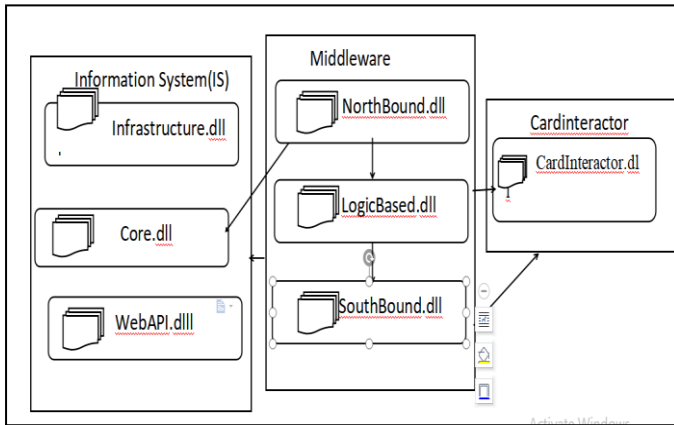 Information System(IS)
Infrastructure.dll
Core.dll
WebAPI.dlll
Middleware
NorthBound.dll
LogicBased.dll
SouthBound.dll
Cardinteractor
CardInteractor.dl
l
Activate Windows